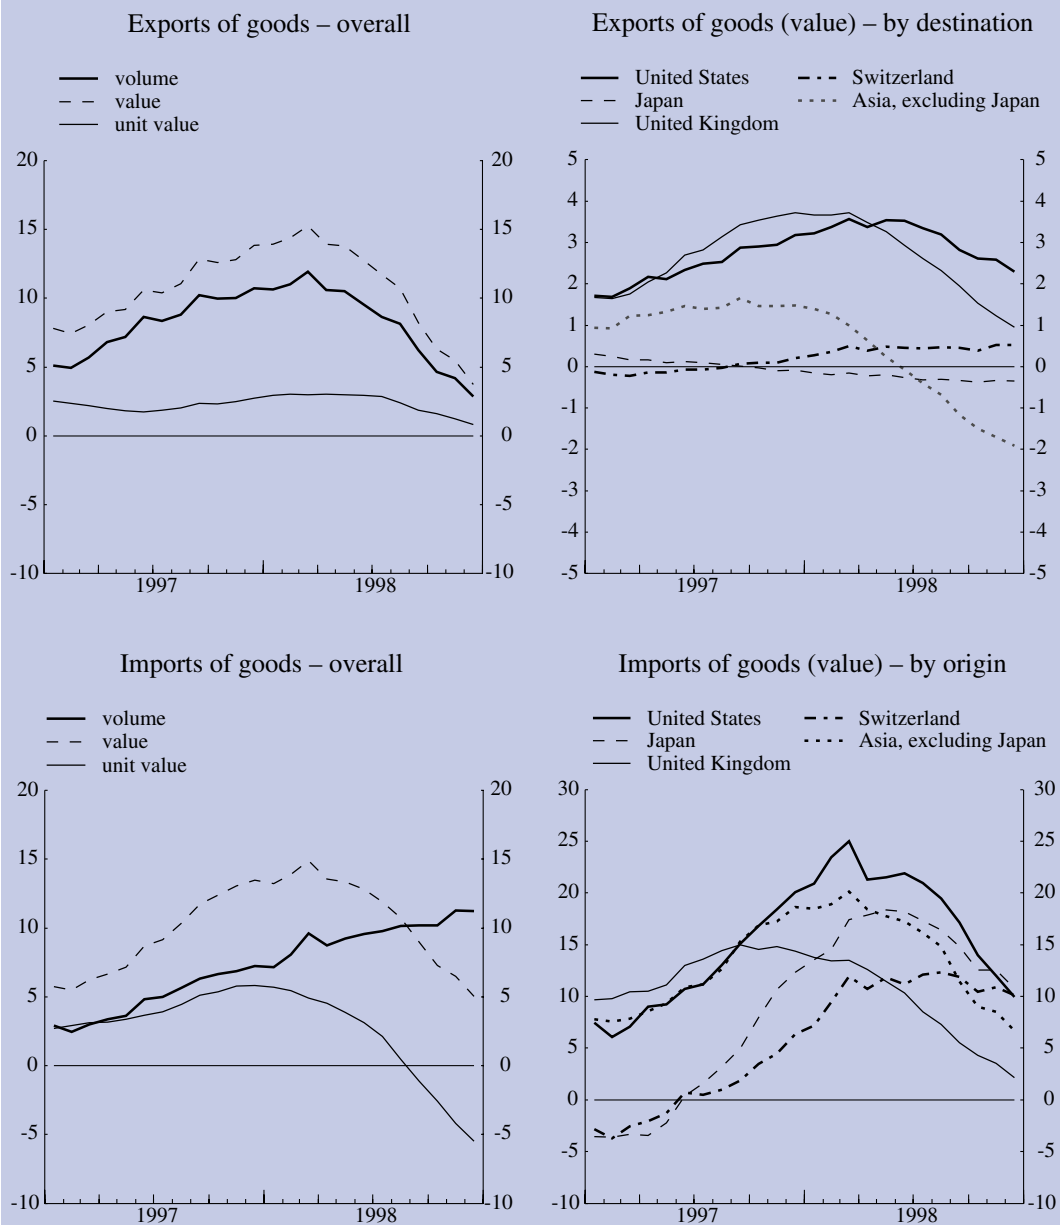 Exports of goods – overall
volume
value
unit value
20 20
15 15
10 10
5 5
0 0
-5 -5
-10 -10
1997 1998
Exports of goods (value) – by destination
United States Switzerland
Japan Asia, excluding Japan
United Kingdom
5 5
4 4
3 3
2 2
1 1
0 0
-1 -1
-2 -2
-3 -3
-4 -4
-5 -5
1997 1998
Imports of goods – overall
volume
value
unit value
20 20
15 15
10 10
5 5
0 0
-5 -5
-10 -10
1997 1998
Imports of goods (value) – by origin
United States Switzerland
Japan Asia, excluding Japan
United Kingdom
30 30
25 25
20 20
15 15
10 10
5 5
0 0
-5 -5
-10 -10
1997 1998